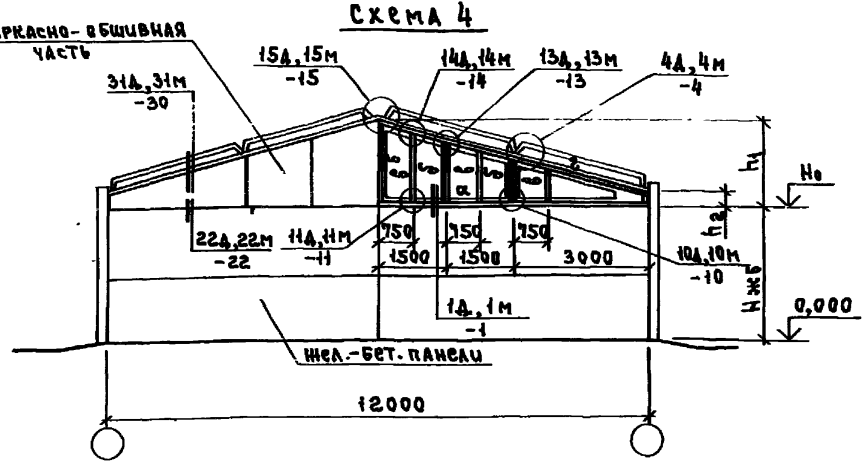 СХЕМА 4
РКАСНО-ОБШИВНАЯ
ЧАСТЬ
31Д,31М
-30
15Д,15М
-15
14Д,14М
-14
13Д,13М
-13
4Д,4М
-4
h1
Н0
22Д,22М
-22
11Д,11М
-11
750
750
750
1500
1500
3000
10Д,10М
-10
h2
Н ЖБ
1Д,1М
-1
0,000
ЖЕЛ.-БЕТ. ПАНЕЛИ
12000